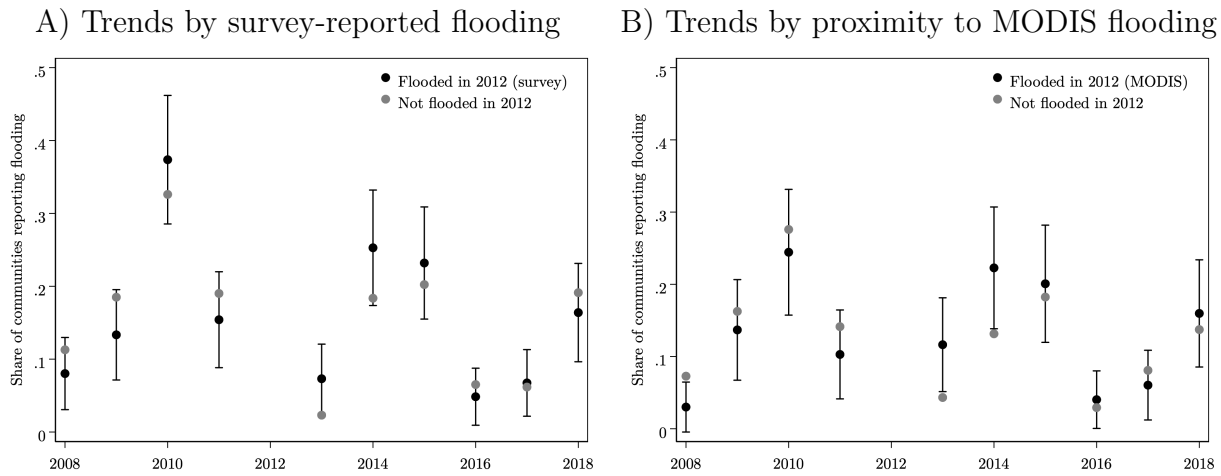 A) Trends by survey-reported flooding
Share of communities reporting flooding
.5
.4
.3
.2
.1
0
Flooded in 2012 (survey)
Not flooded in 2012
2008 2010 2012 2014 2016 2018
B) Trends by proximity to MODIS flooding
Share of communities reporting flooding
.5
.4
.3
.2
.1
0
Flooded in 2012 (MODIS)
Not flooded in 2012
2008 2010 2012 2014 2016 2018